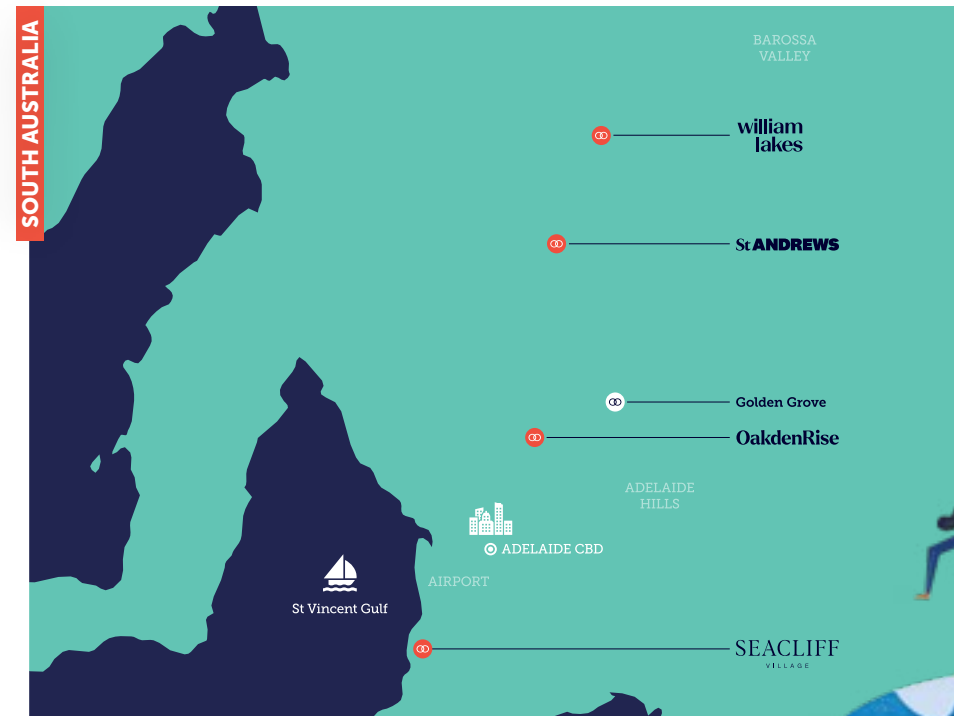 SOUTH AUSTRALIA
BAROSSA
VALLEY
william
lakes
St ANDREWS
Golden Grove
OakdenRise
ADELAIDE
HILLS
ADELAIDE CBD
AIRPORT
St Vincent Gulf
SEACLIFF
VILLAGE